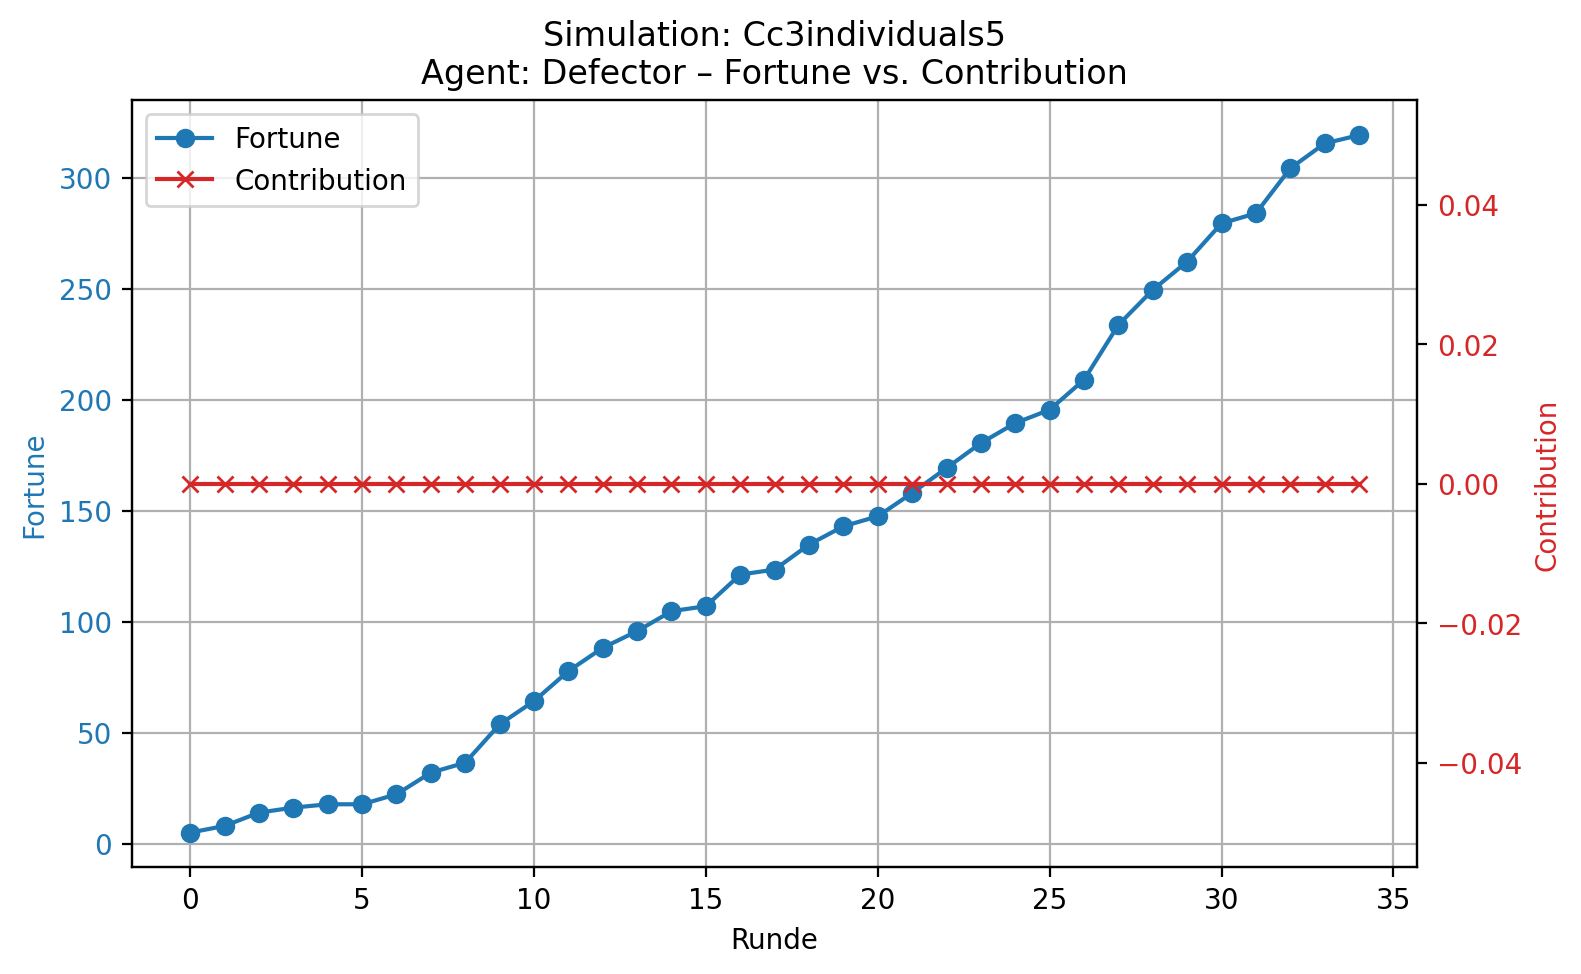 Simulation: Cc3individuals5
Agent: Defector – Fortune vs. Contribution
Fortune
Contribution
300
250
200
150
100
50
0
Fortune
0.04
0.02
0.00
−0.02
−0.04
Contribution
0 5 10 15 20 25 30 35
Runde